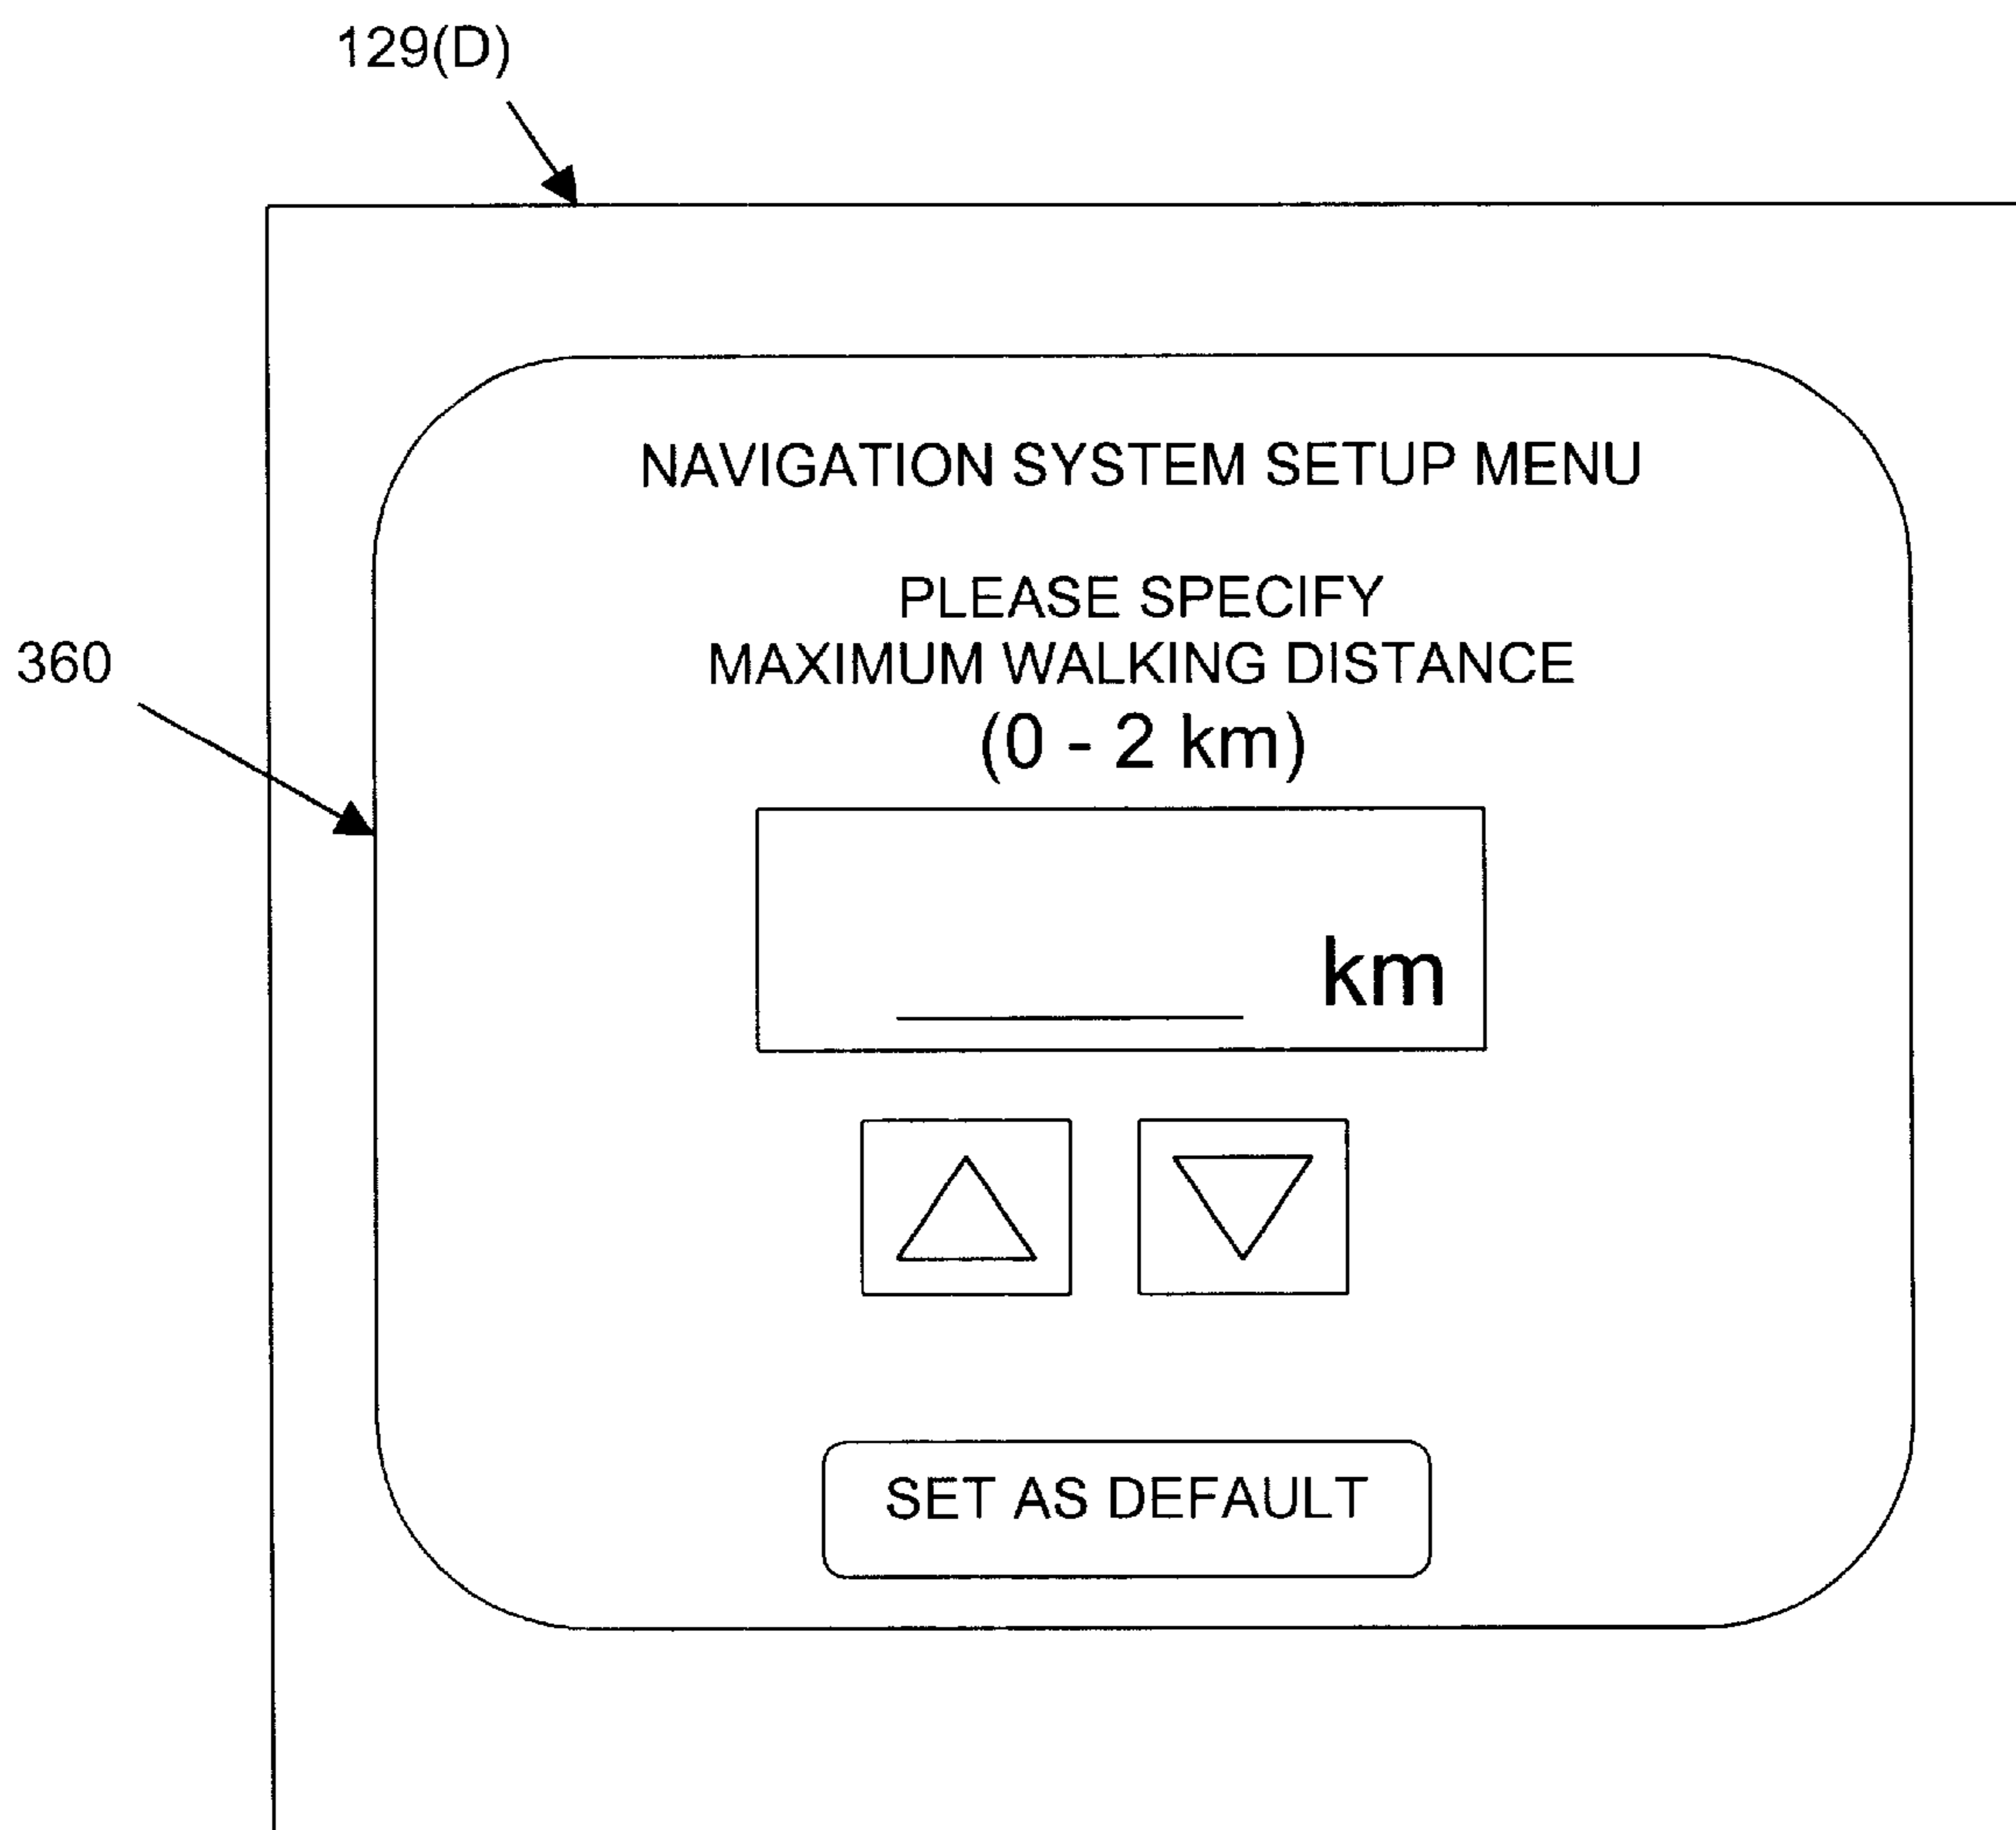 129(D)
NAVIGATION SYSTEM SETUP MENU
PLEASE SPECIFY
MAXIMUM WALKING DISTANCE
(0 - 2 km)
360
km
SET AS DEFAULT